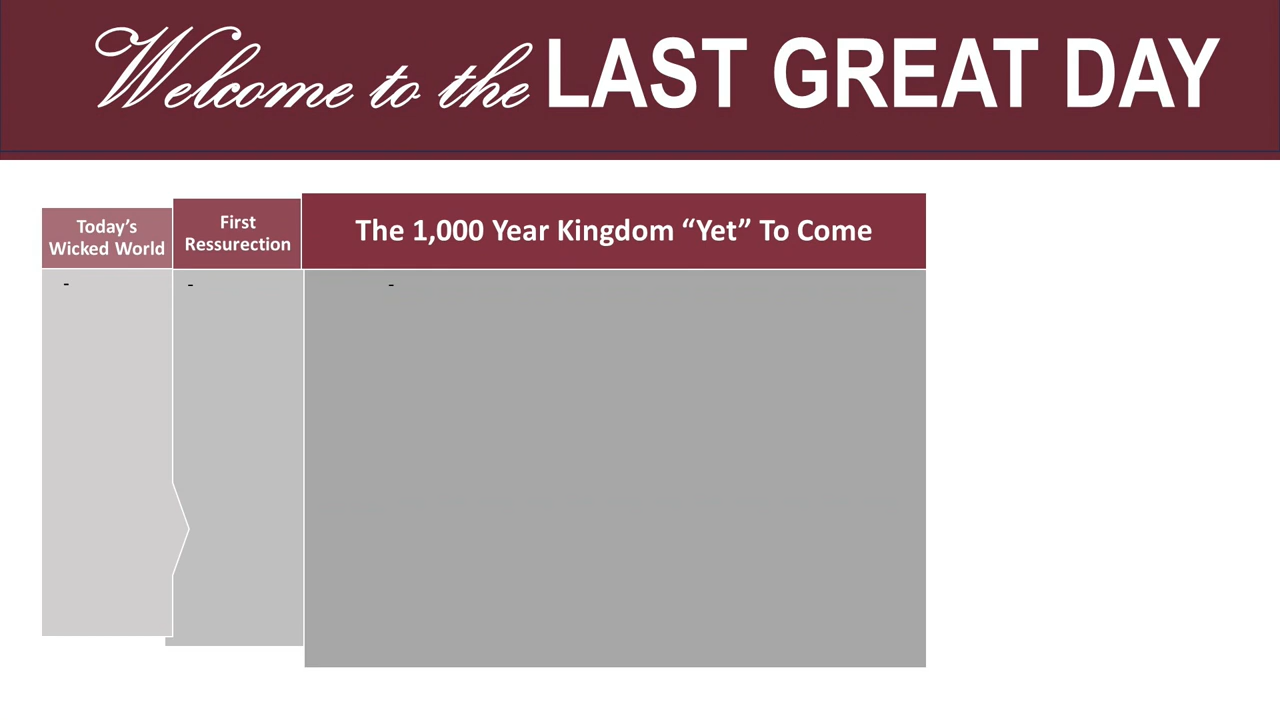 Welcome to the LAST GREAT DAY
Today’s
Wicked World
First
Ressurection
The 1,000 Year Kingdom “Yet” To Come
-
-
-